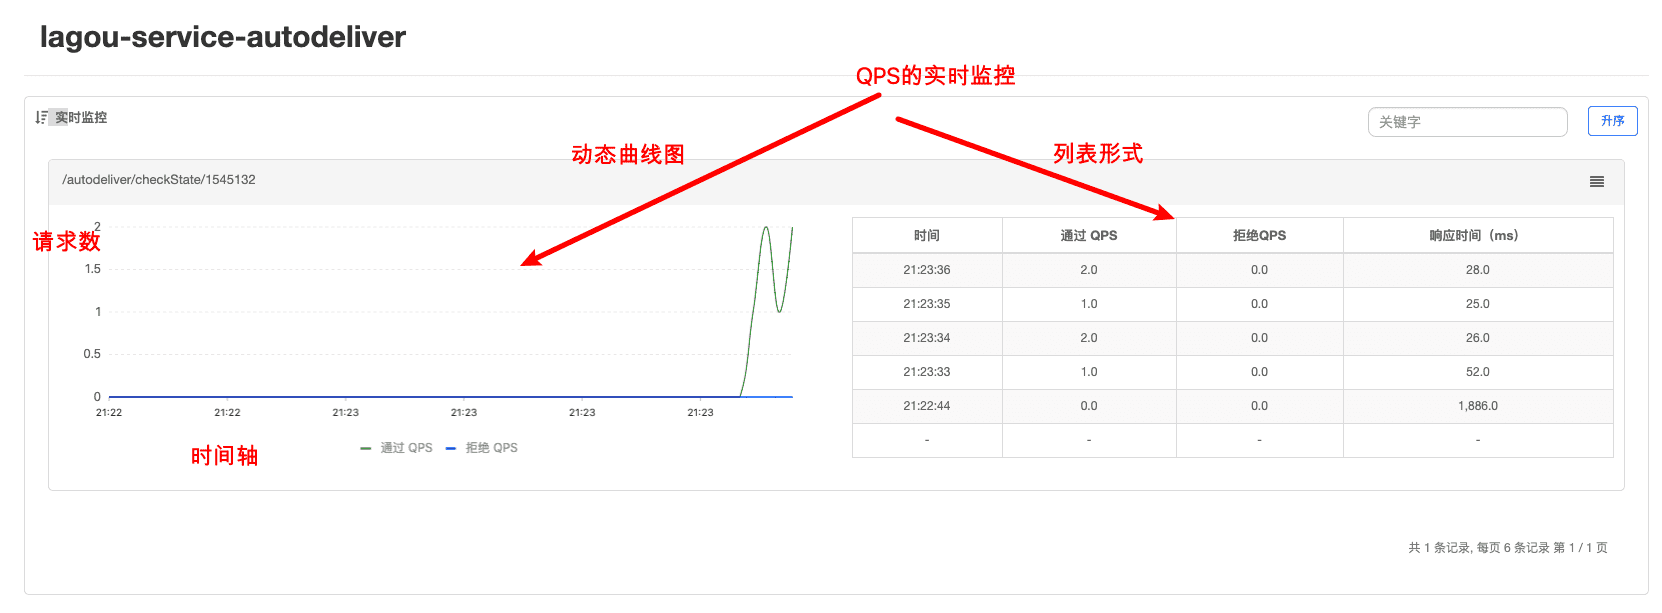 lagou-service-autodeliver
QPS的实时监控
实时监控
关键字
升序
动态曲线图
列表形式
/autodeliver/checkState/1545132
请求数
2
1.5
1
0.5
0
21:22 21:22 21:23 21:23 21:23 21:23
时间轴
通过 QPS 拒绝 QPS
时间 通过 QPS 拒绝QPS 响应时间（ms）
21:23:36 2.0 0.0 28.0
21:23:35 1.0 0.0 25.0
21:23:34 2.0 0.0 26.0
21:23:33 1.0 0.0 52.0
21:22:44 0.0 0.0 1,886.0
- - - -
共 1 条记录, 每页 6 条记录 第 1 / 1 页